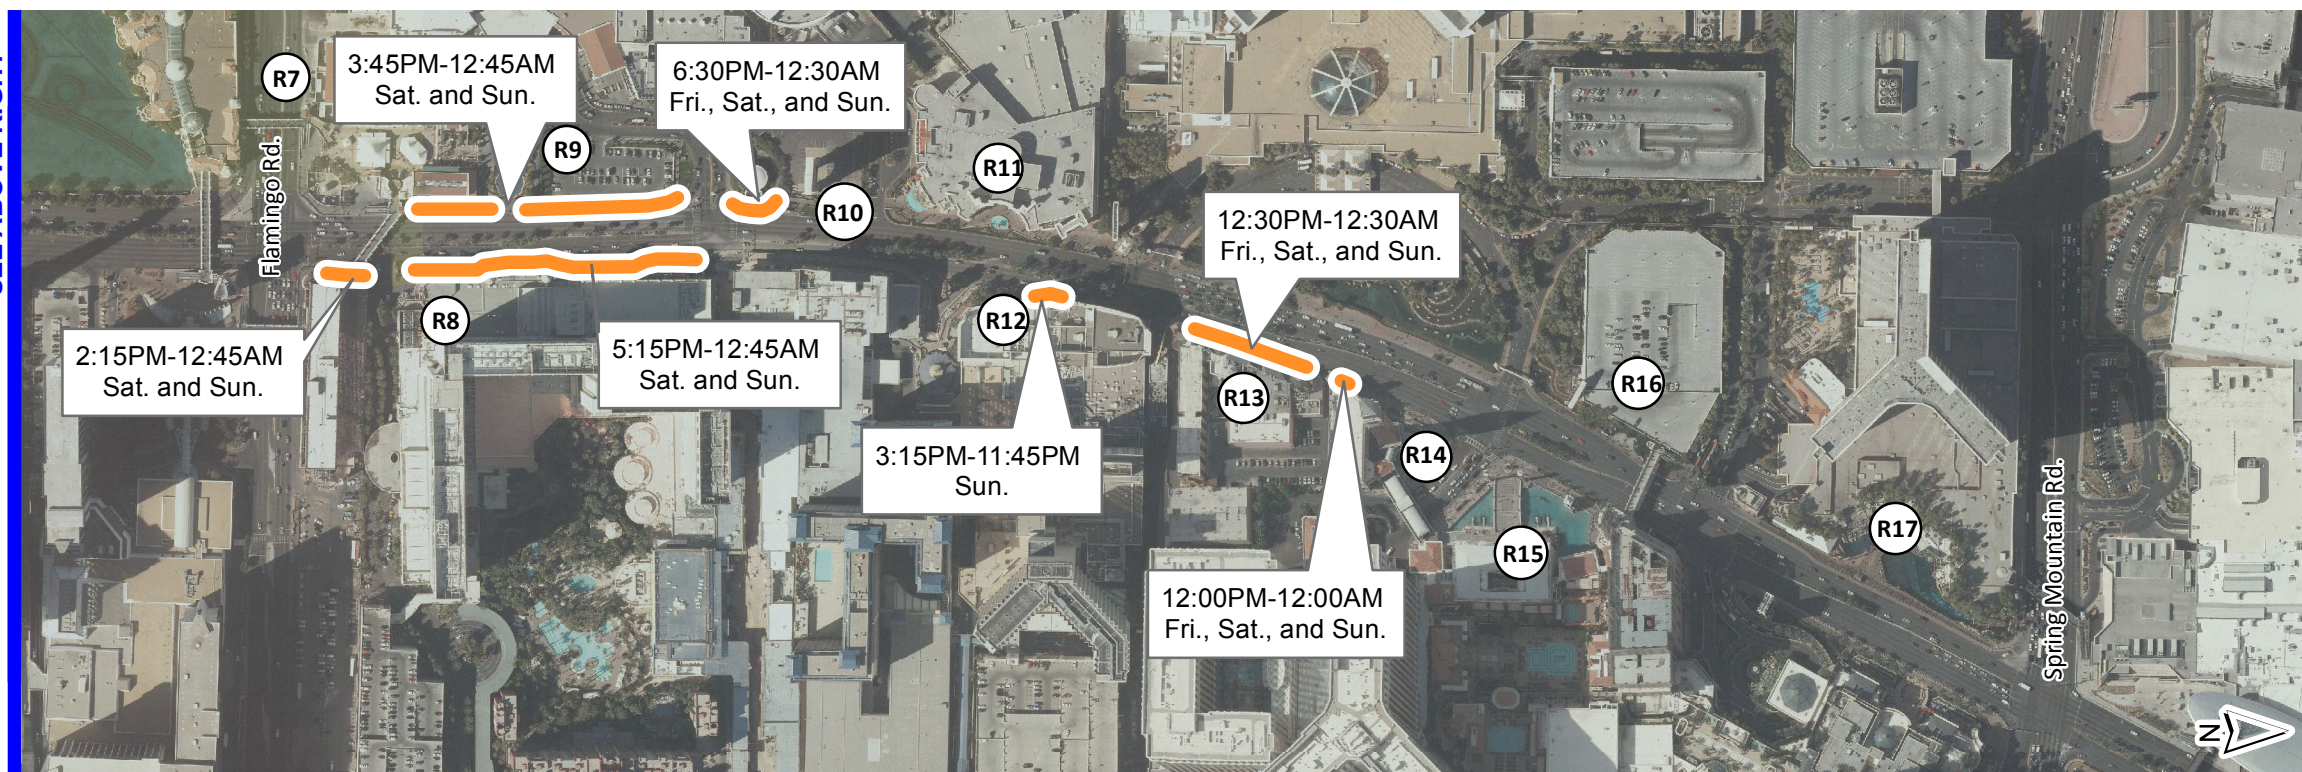 R7
3:45PM-12:45AM
Sat. and Sun.
6:30PM-12:30AM
Fri., Sat., and Sun.
R9
R11
Flamingo Rd.
R10
12:30PM-12:30AM
Fri., Sat., and Sun.
R8
R12
2:15PM-12:45AM
Sat. and Sun.
5:15PM-12:45AM
Sat. and Sun.
R13
R16
3:15PM-11:45PM
Sun.
R14
R15
R17
12:00PM-12:00AM
Fri., Sat., and Sun.
Spring Mountain Rd.
N